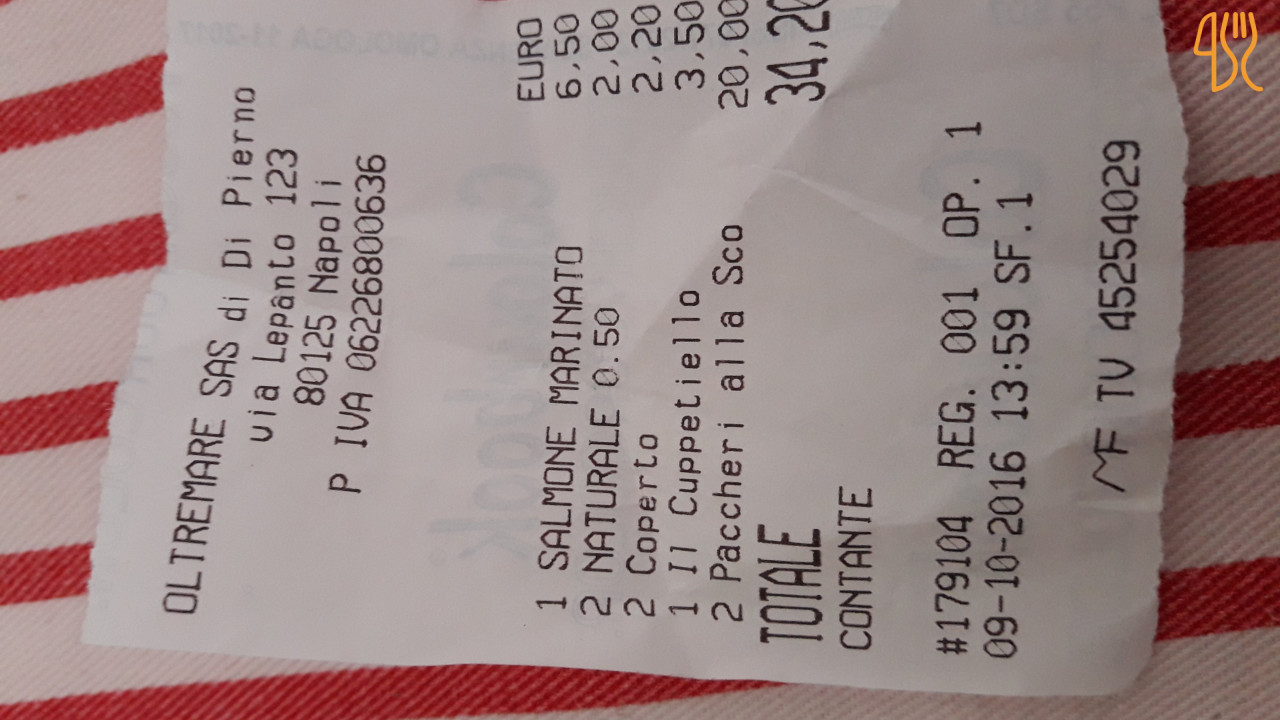 OLTREMARE SAS di Di Pierno
via Lepanto 123
80125 Napoli
P IVA 06226800636
EURO
1 SALMONE MARINATO 6,50
2 NATURALE 0.50 2,00
2 Coperto 2,20
1 Il Cuppetiello 3,50
2 Paccheri alla Sco 20,00
TOTALE 34,20
CONTANTE
#179104 REG. 001 OP. 1
09-10-2016 13:59 SF.1
MF TV 45254029